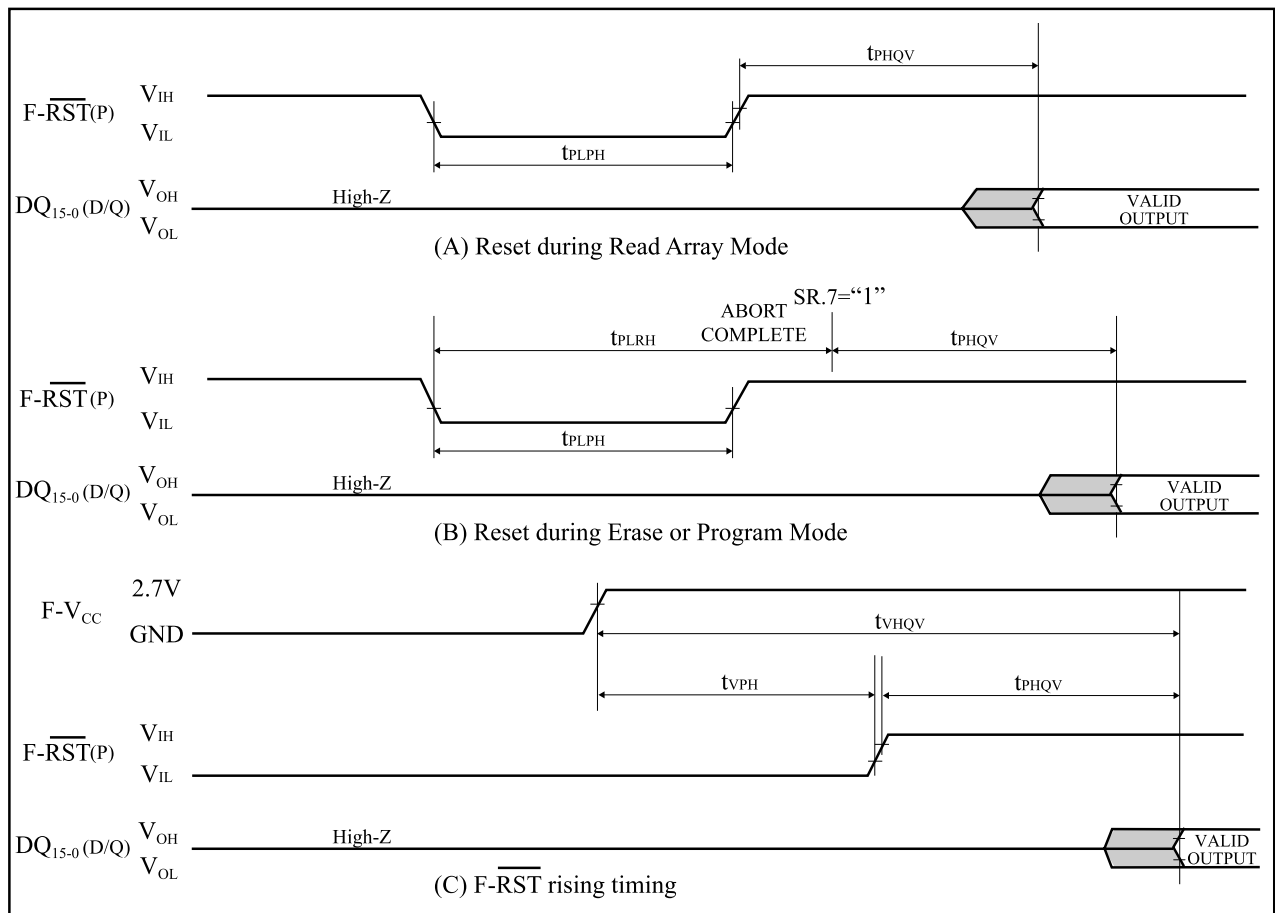 tPHQV
F-RST(P)
VIH
VIL
tPLPH
DQ15-0 (D/Q)
VOH
VOL
High-Z
VALID
OUTPUT
(A) Reset during Read Array Mode
SR.7=“1”
ABORT
COMPLETE
tPLRH
tPHQV
F-RST(P)
VIH
VIL
tPLPH
DQ15-0 (D/Q)
VOH
VOL
High-Z
VALID
OUTPUT
(B) Reset during Erase or Program Mode
F-VCC
2.7V
GND
tVHQV
tVPH
tPHQV
F-RST(P)
VIH
VIL
DQ15-0 (D/Q)
VOH
VOL
High-Z
VALID
OUTPUT
(C) F-RST rising timing